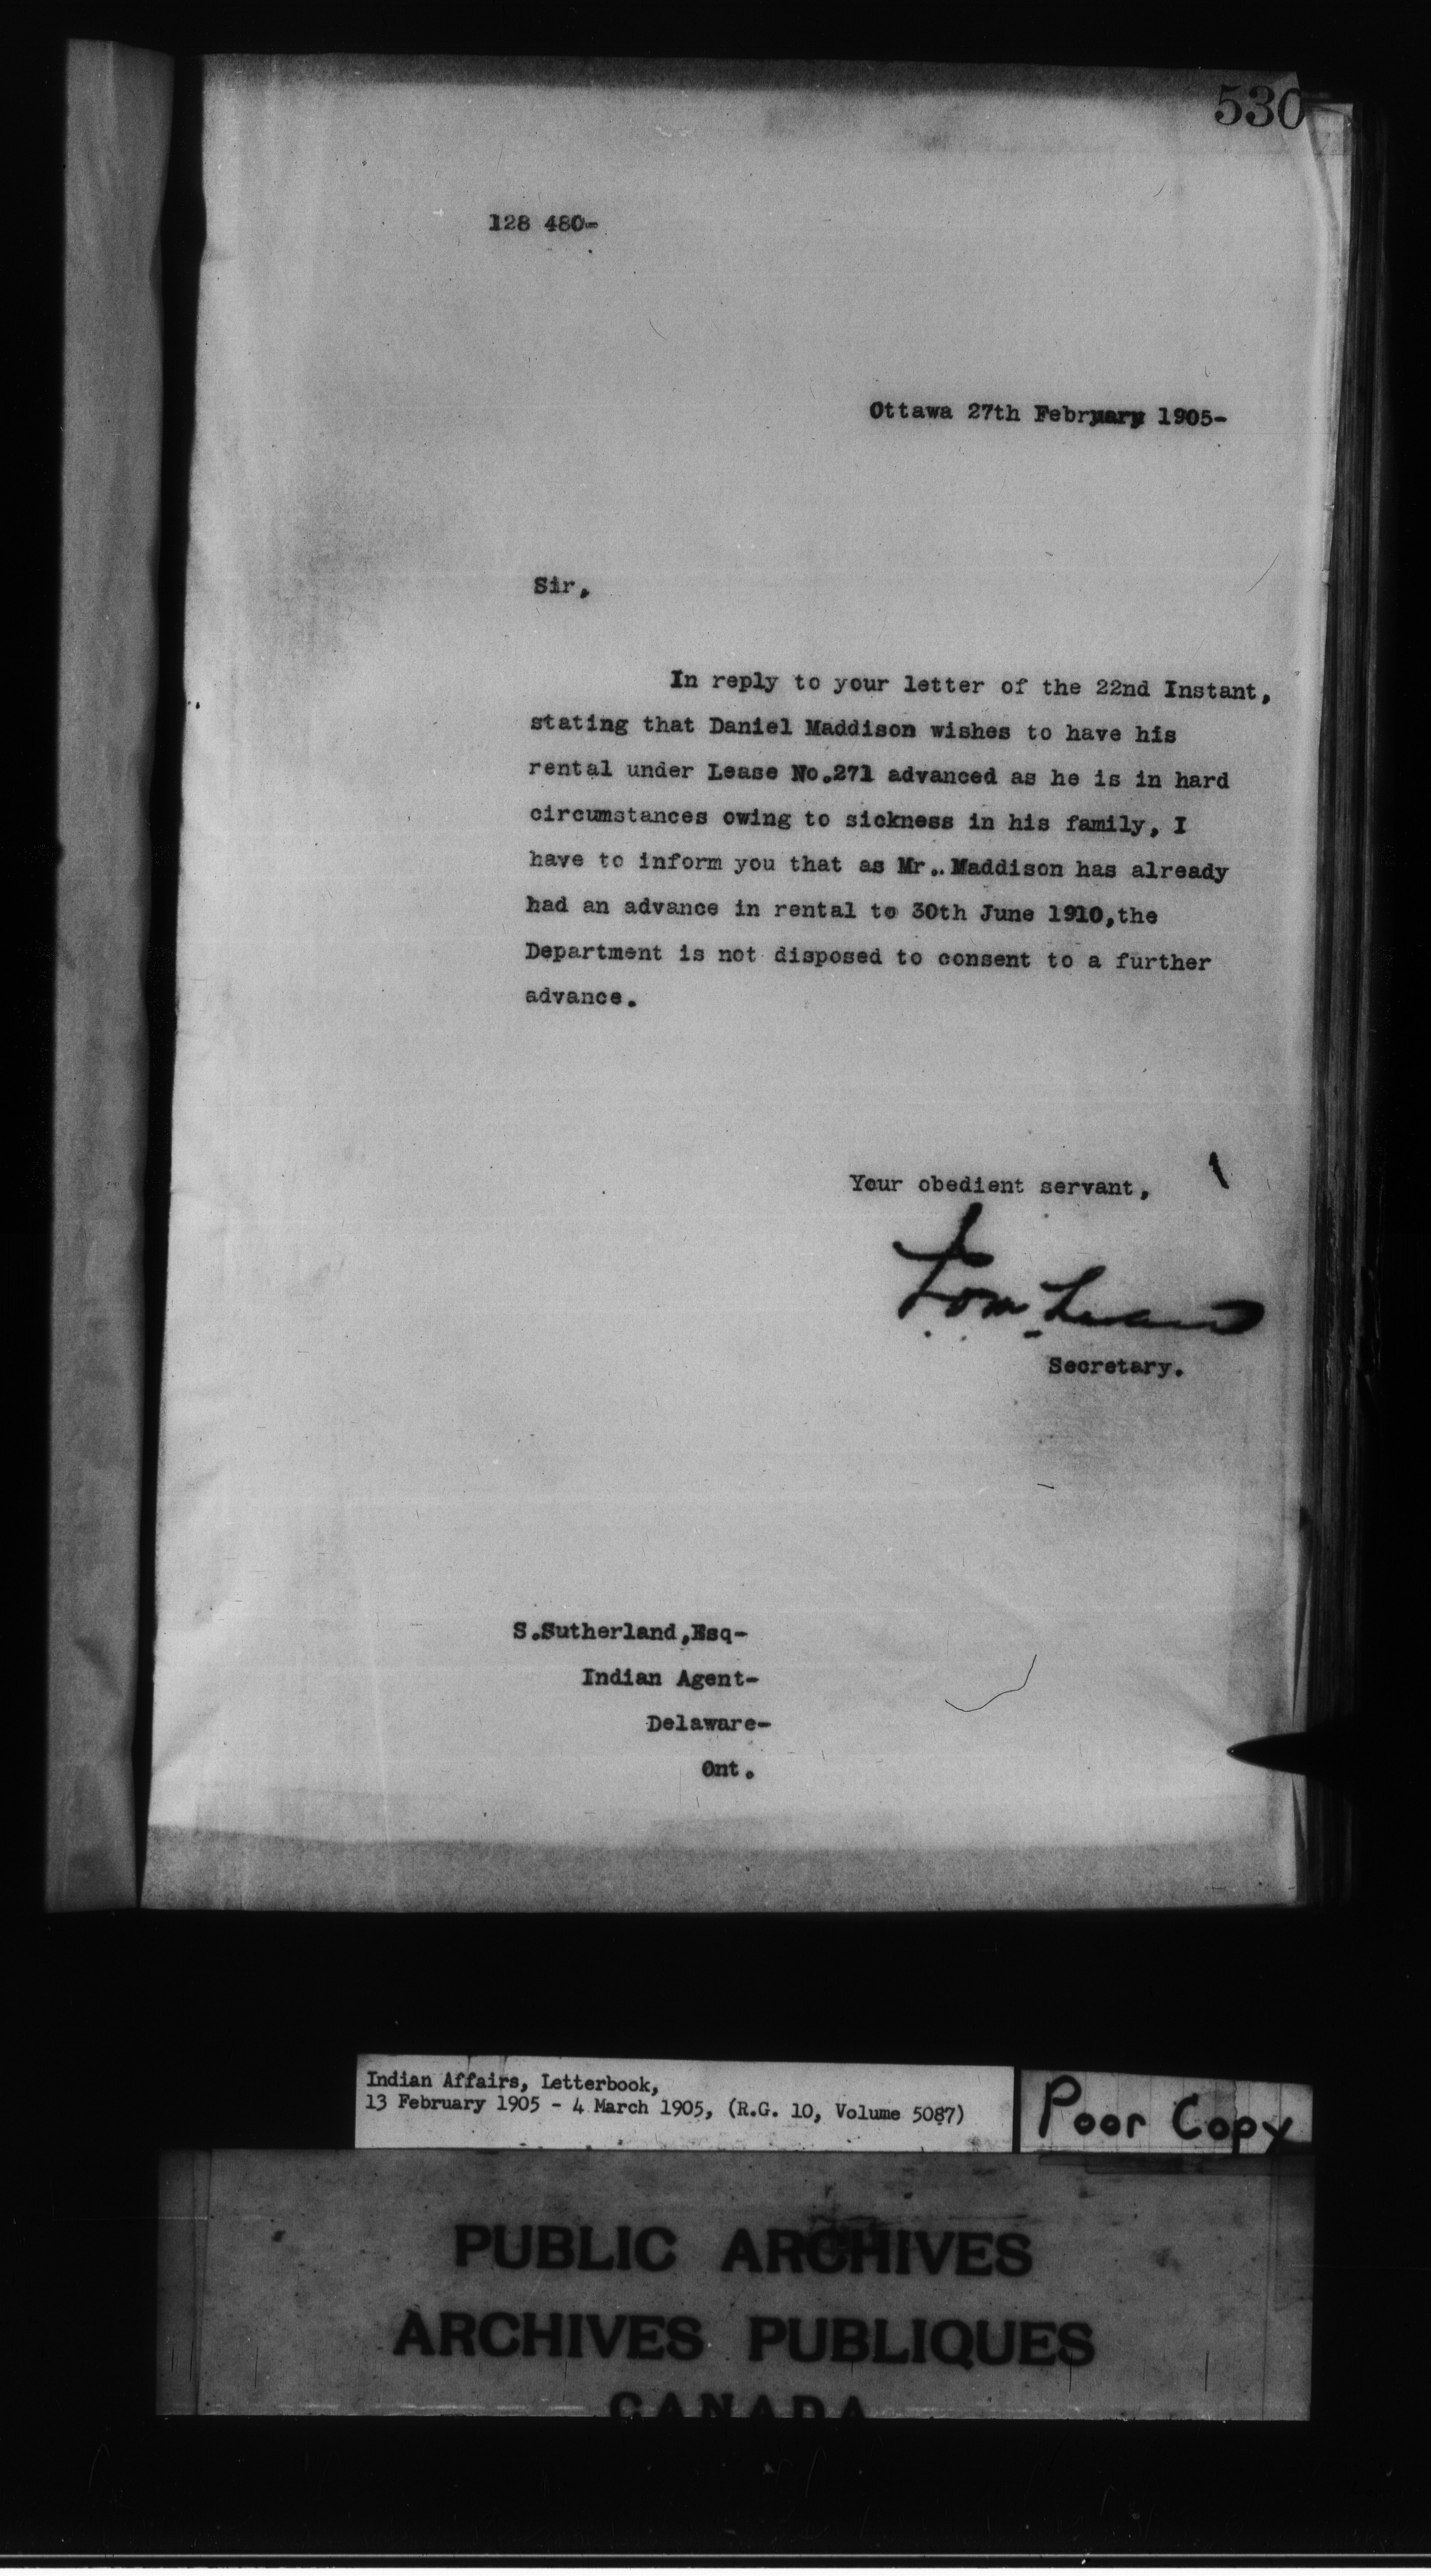 530
128 480-
Ottawa 27th February 1905-
Sir,
In reply to your letter of the 22nd Instant,
stating that Daniel Maddison wishes to have his
rental under Lease No.271 advanced as he is in hard
circumstances owing to sickness in his family, I
have to inform you that as Mr.. Maddison has already
had an advance in rental to 30th June 1910,the
Department is not disposed to consent to a further
advance.
Your obedient servant,
Secretary.
S.Sutherland,Esq-
Indian Agent-
Delaware-
Ont.
Indian Affairs, Letterbook,
13 February 1905 - 4 March 1905, (R.G. 10, Volume 5087)
Poor Copy
PUBLIC ARCHIVES
ARCHIVES PUBLIQUES
CANADA